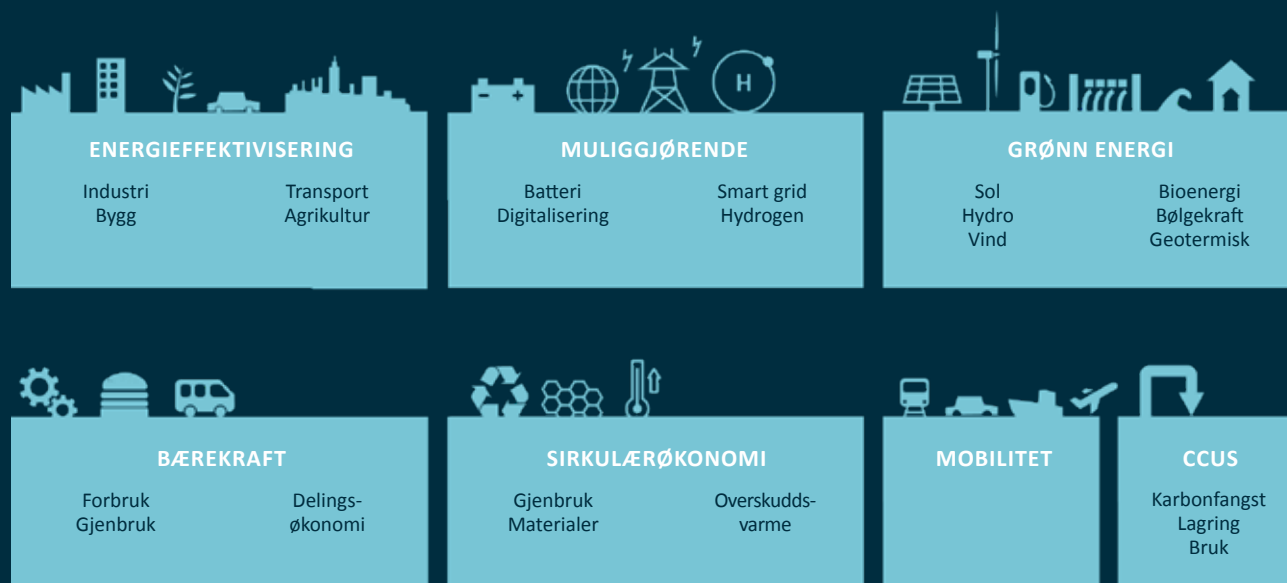 H
ENERGIEFFEKTIVISERING
Industri
Bygg
Transport
Agrikultur
MULIGGJØRENDE
Batteri
Digitalisering
Smart grid
Hydrogen
GRØNN ENERGI
Sol
Hydro
Vind
Bioenergi
Bølgekraft
Geotermisk
BÆREKRAFT
Forbruk
Gjenbruk
Delings-
økonomi
SIRKULÆRØKONOMI
Gjenbruk
Materialer
Overskudds-
varme
MOBILITET
CCUS
Karbonfangst
Lagring
Bruk